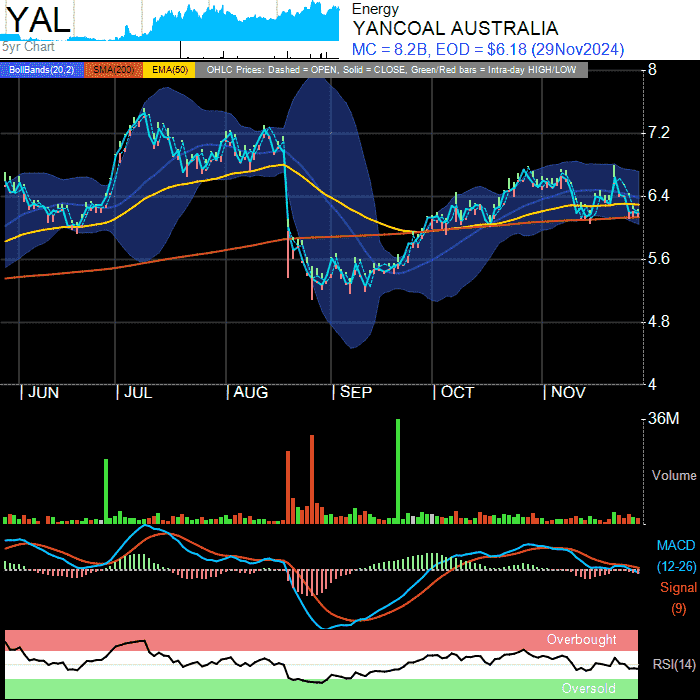 YAL
5yr Chart
Energy
YANCOAL AUSTRALIA
MC = 8.2B, EOD = $6.18 (29Nov2024)
BollBands(20,2) SMA(200) EMA(50) OHLC Prices: Dashed = OPEN, Solid = CLOSE, Green/Red bars = Intra-day HIGH/LOW
8
7.2
6.4
5.6
4.8
4
JUN JUL AUG SEP OCT NOV
36M
Volume
MACD
(12-26)
Signal
(9)
Overbought
RSI(14)
Oversold